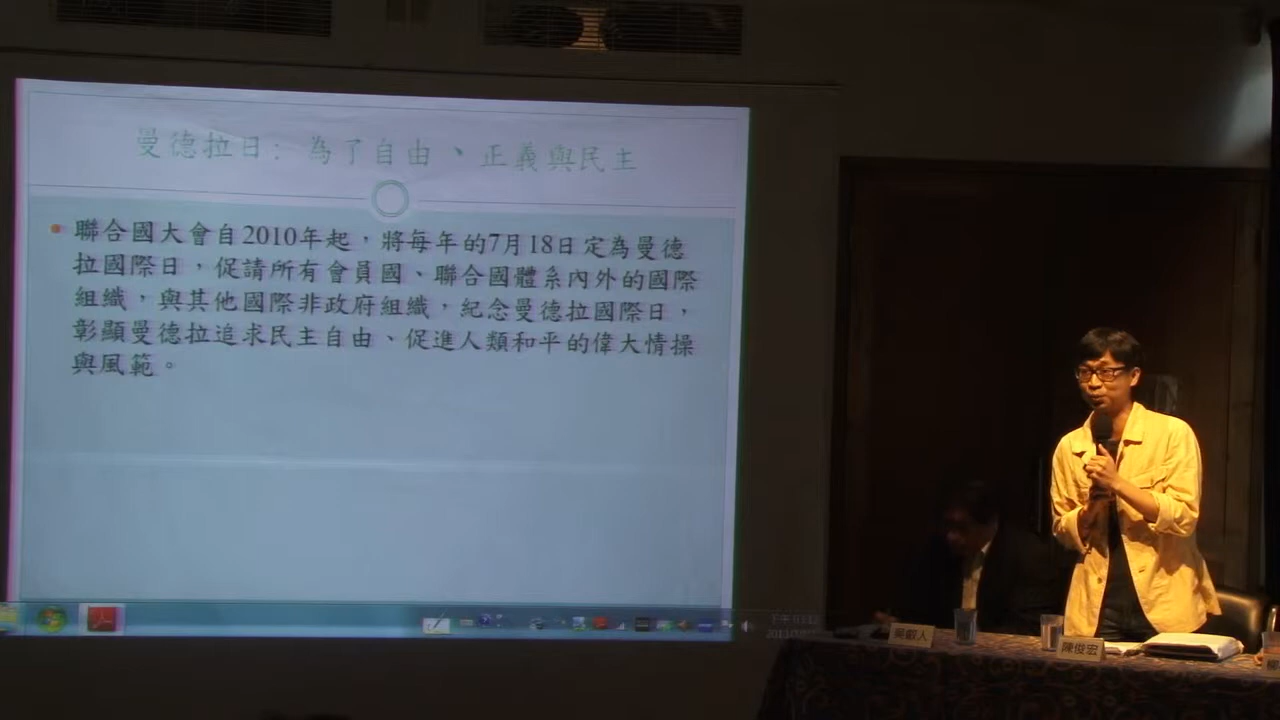 曼德拉日：為了自由、正義與民主
聯合國大會自2010年起，將每年的7月18日定為曼德
拉國際日，促請所有會員國、聯合國體系內外的國際
組織，與其他國際非政府組織，紀念曼德拉國際日，
彰顯曼德拉追求民主自由、促進人類和平的偉大情操
與風範。
吳叡人
陳俊宏